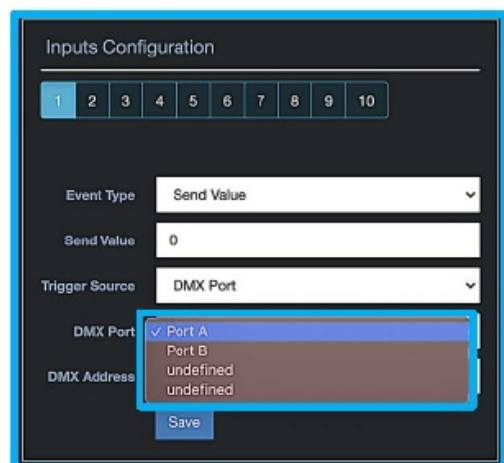 Inputs Configuration
1 2 3 4 5 6 7 8 9 10
Event Type Send Value
Send Value 0
Trigger Source DMX Port
DMX Port ✓ Port A
Port B
undefined
DMX Address undefined
Save